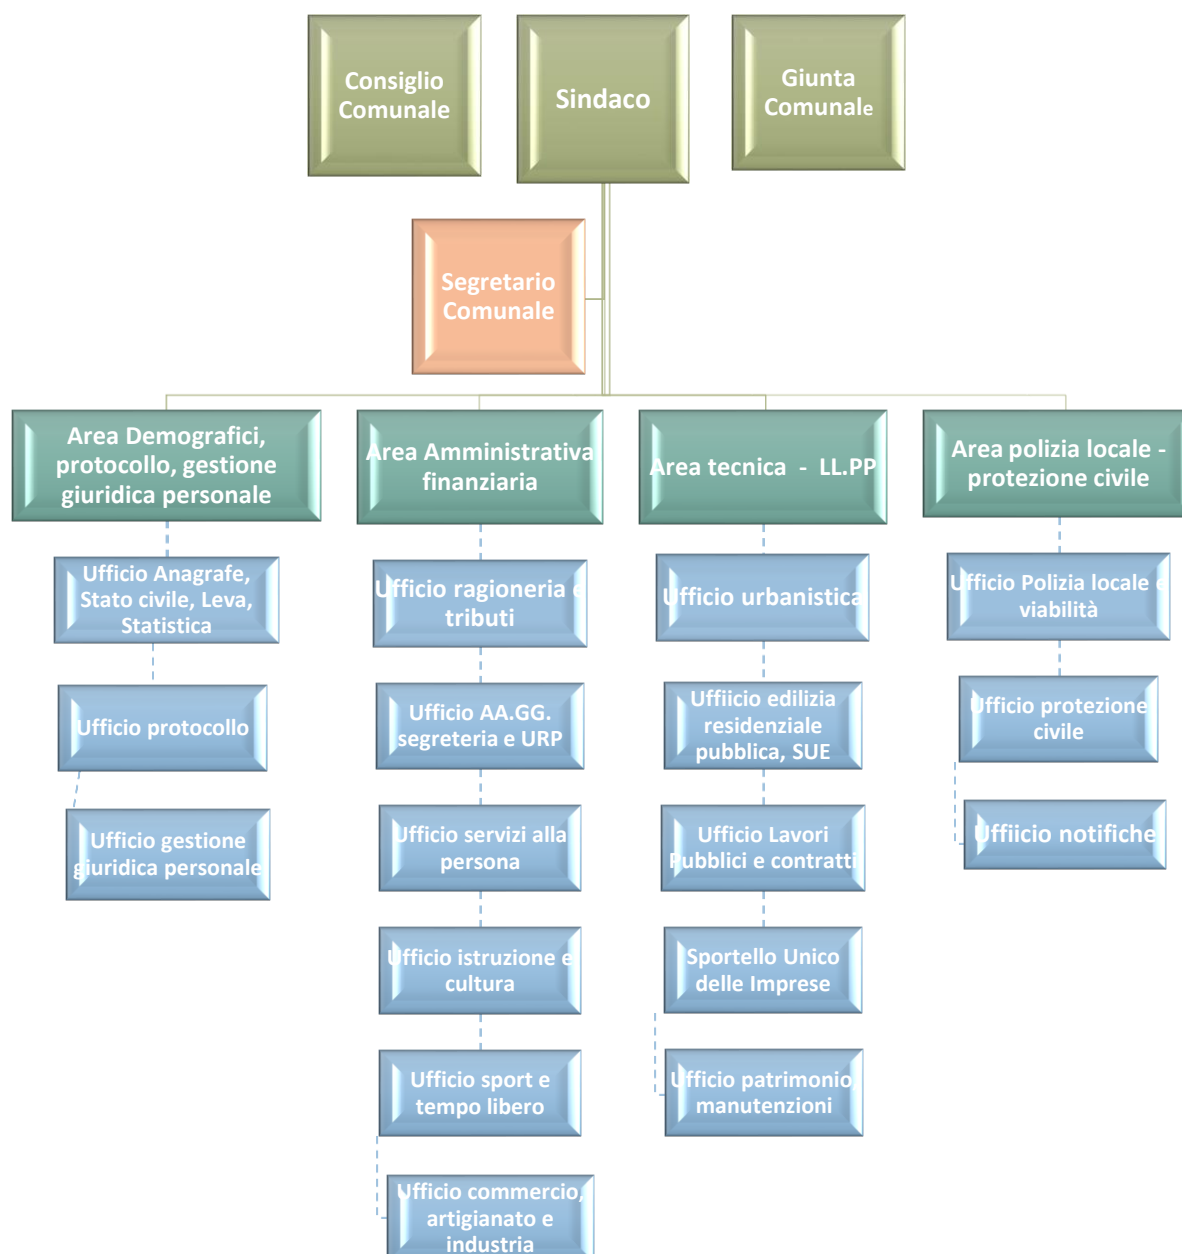 Consiglio
Comunale
Sindaco
Giunta
Comunale
Segretario
Comunale
Area Demografici,
protocollo, gestione
giuridica personale
Area Amministrativa
finanziaria
Area tecnica - LL.PP
Area polizia locale -
protezione civile
Ufficio Anagrafe,
Stato civile, Leva,
Statistica
Ufficio protocollo
Ufficio gestione
giuridica personale
Ufficio ragioneria e
tributi
Ufficio AA.GG.
segreteria e URP
Ufficio servizi alla
persona
Ufficio istruzione e
cultura
Ufficio sport e
tempo libero
Ufficio commercio,
artigianato e
industria
Ufficio urbanistica
Uffiicio edilizia
residenziale
pubblica, SUE
Ufficio Lavori
Pubblici e contratti
Sportello Unico
delle Imprese
Ufficio patrimonio
manutenzioni
Ufficio Polizia locale e
viabilità
Ufficio protezione
civile
Uffiicio notifiche